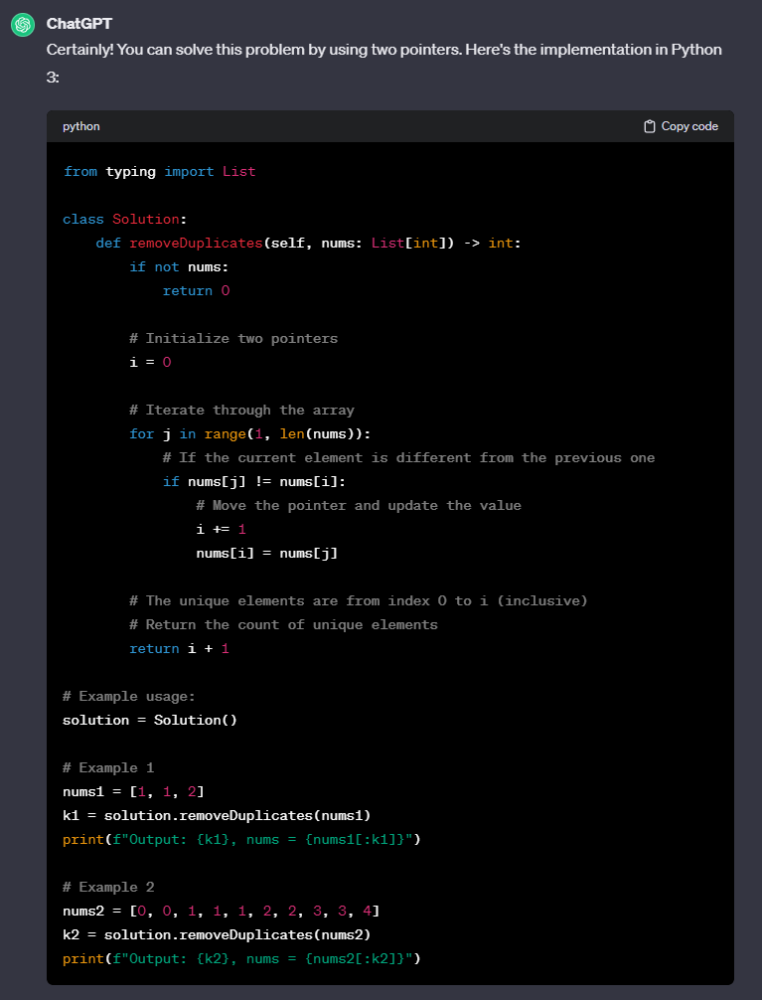 ChatGPT
Certainly! You can solve this problem by using two pointers. Here's the implementation in Python
3:
python
Copy code
from typing import List
class Solution:
    def removeDuplicates(self, nums: List[int]) -> int:
        if not nums:
            return 0
        # Initialize two pointers
        i = 0
        # Iterate through the array
        for j in range(1, len(nums)):
            # If the current element is different from the previous one
            if nums[j] != nums[i]:
                # Move the pointer and update the value
                i += 1
                nums[i] = nums[j]
        # The unique elements are from index 0 to i (inclusive)
        # Return the count of unique elements
        return i + 1
# Example usage:
solution = Solution()
# Example 1
nums1 = [1, 1, 2]
k1 = solution.removeDuplicates(nums1)
print(f"Output: {k1}, nums = {nums1[:k1]}")
# Example 2
nums2 = [0, 0, 1, 1, 1, 2, 2, 3, 3, 4]
k2 = solution.removeDuplicates(nums2)
print(f"Output: {k2}, nums = {nums2[:k2]}")